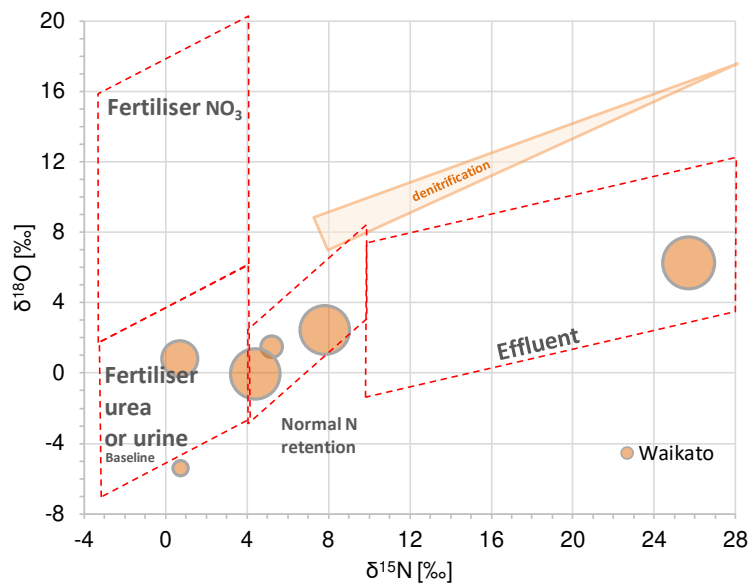 20
16
12
8
4
0
-4
-8
δ18O [‰]
Fertiliser NO3
denitrification
Fertiliser
urea
or urine
Baseline
Normal N
retention
Effluent
Waikato
-4 0 4 8 12 16 20 24 28
δ15N [‰]